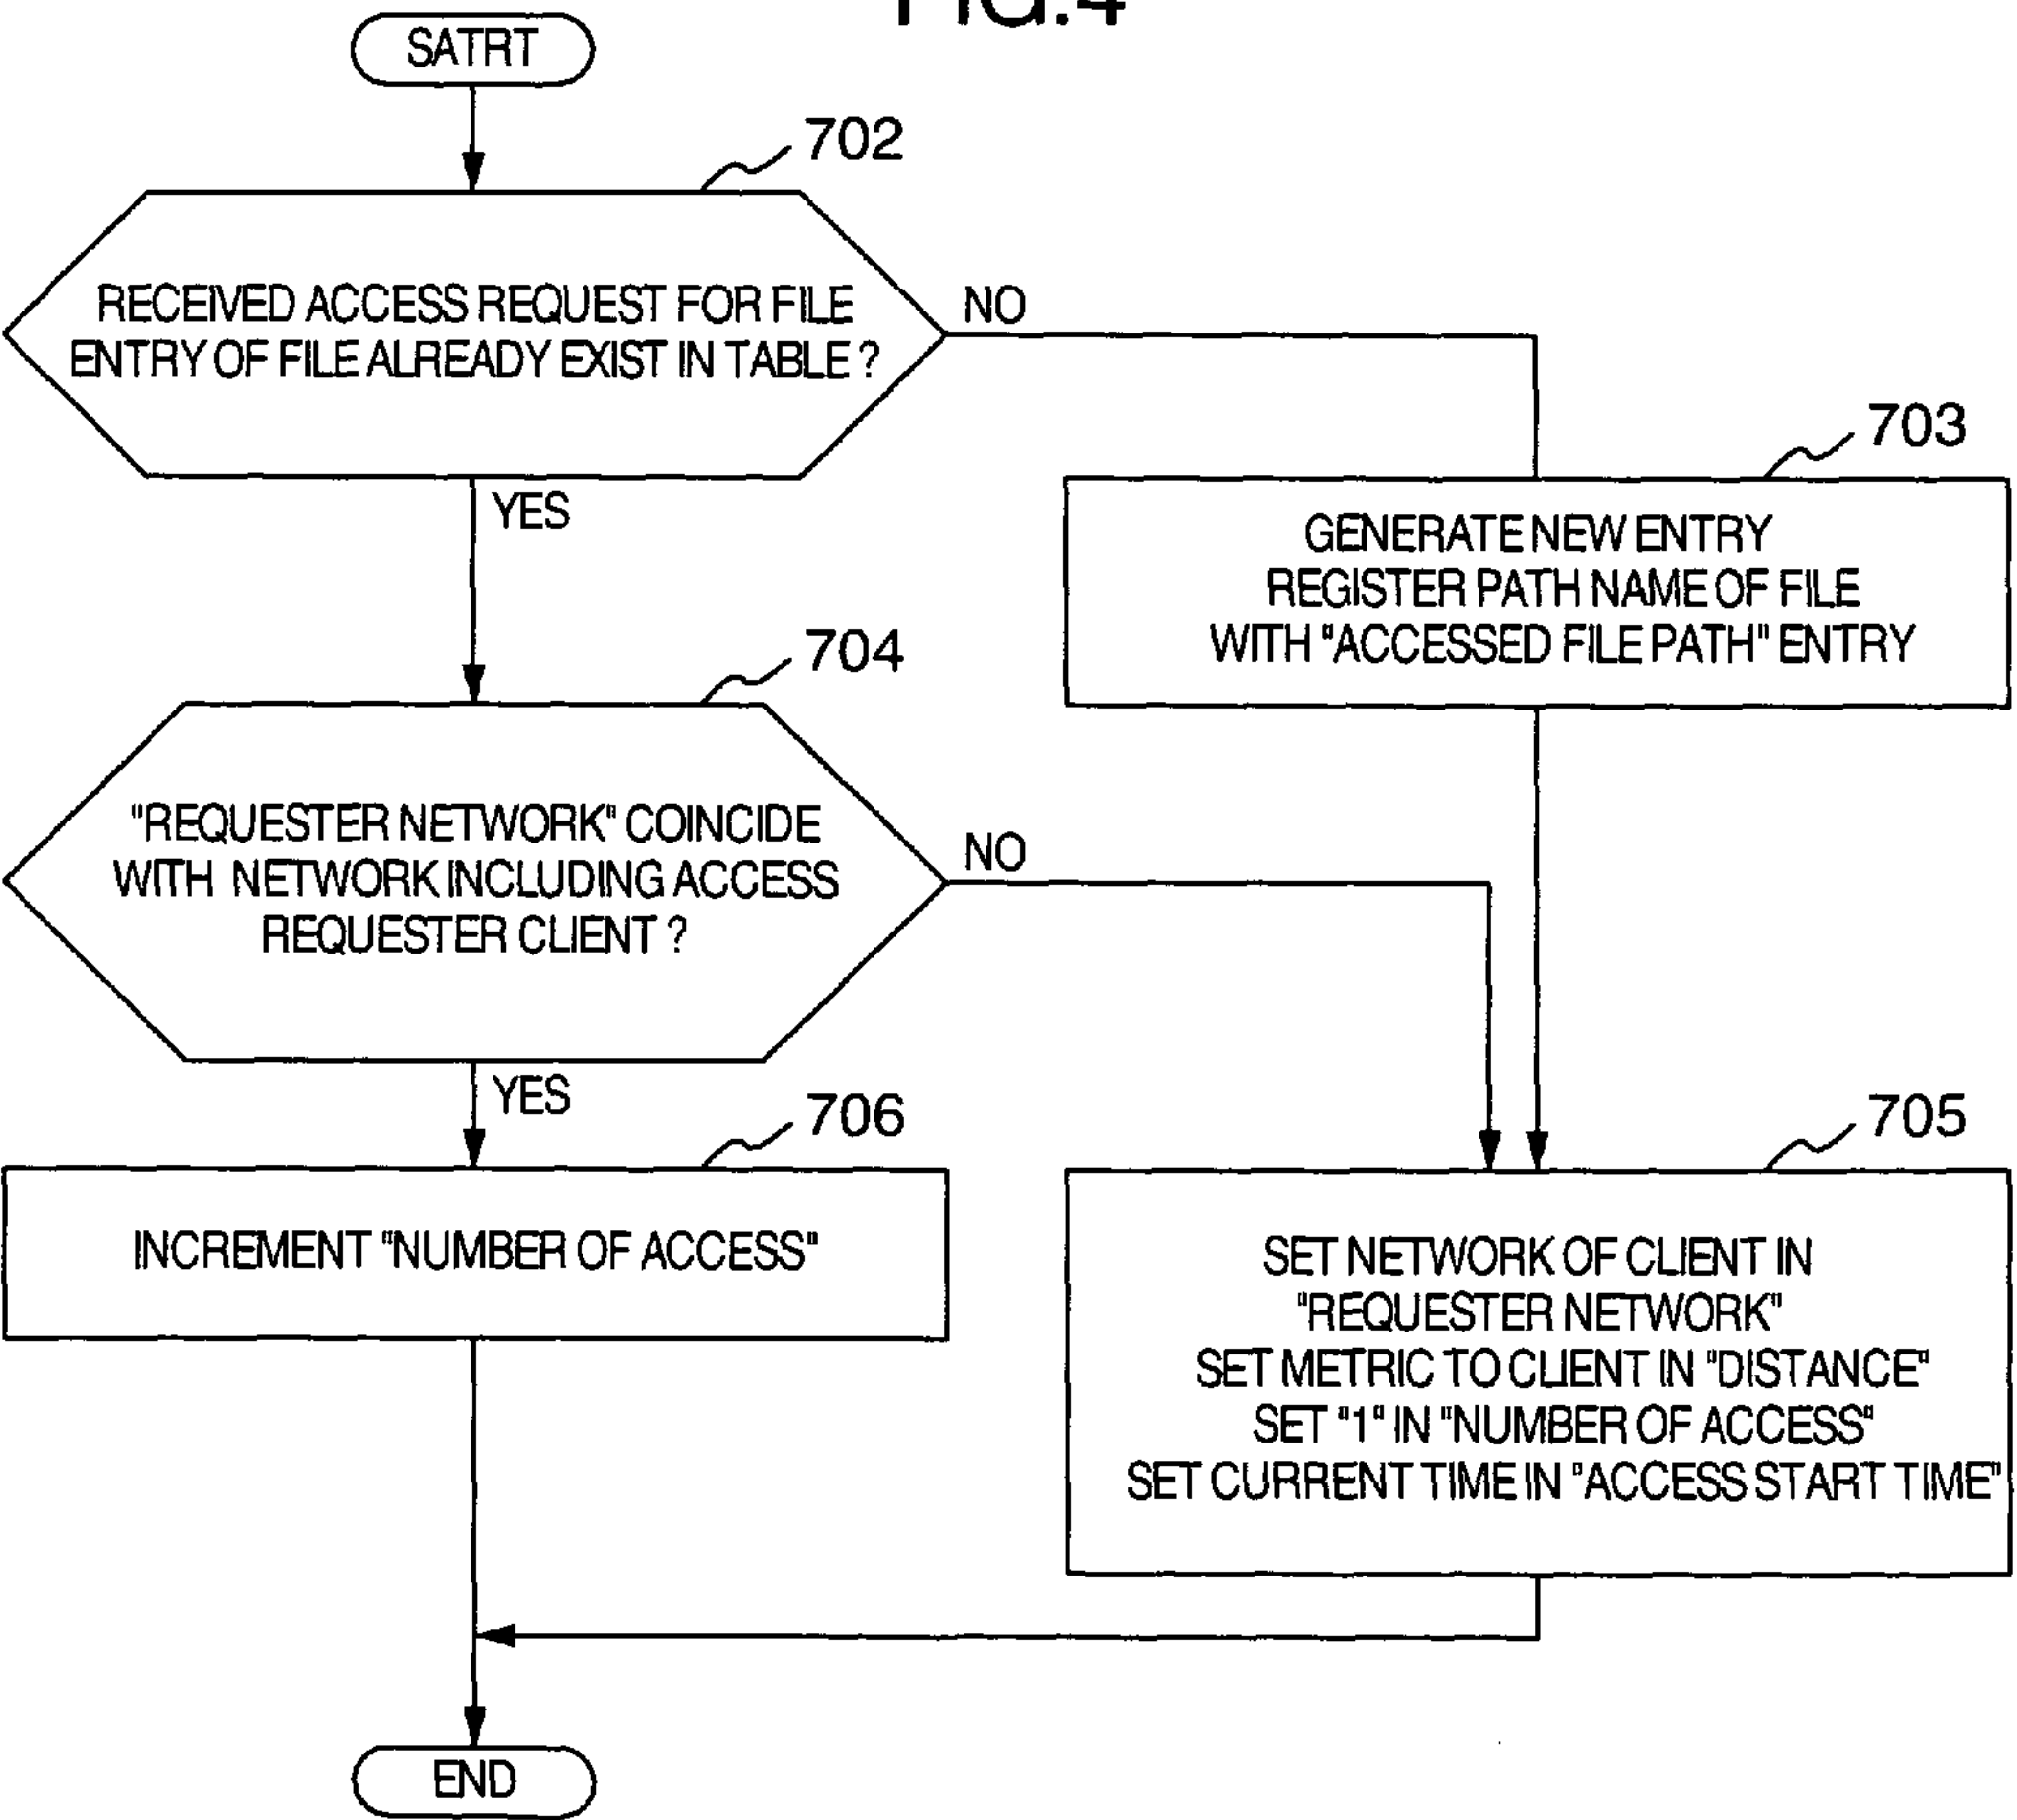 FIG.4
SATRT
702
RECEIVED ACCESS REQUEST FOR FILE
ENTRY OF FILE ALREADY EXIST IN TABLE ?
NO
YES
703
GENERATE NEW ENTRY
REGISTER PATH NAME OF FILE
WITH "ACCESSED FILE PATH" ENTRY
704
"REQUESTER NETWORK" COINCIDE
WITH NETWORK INCLUDING ACCESS
REQUESTER CLIENT ?
NO
YES
706
INCREMENT "NUMBER OF ACCESS"
705
SET NETWORK OF CLIENT IN
"REQUESTER NETWORK"
SET METRIC TO CLIENT IN "DISTANCE"
SET "1" IN "NUMBER OF ACCESS"
SET CURRENT TIME IN "ACCESS START TIME"
END